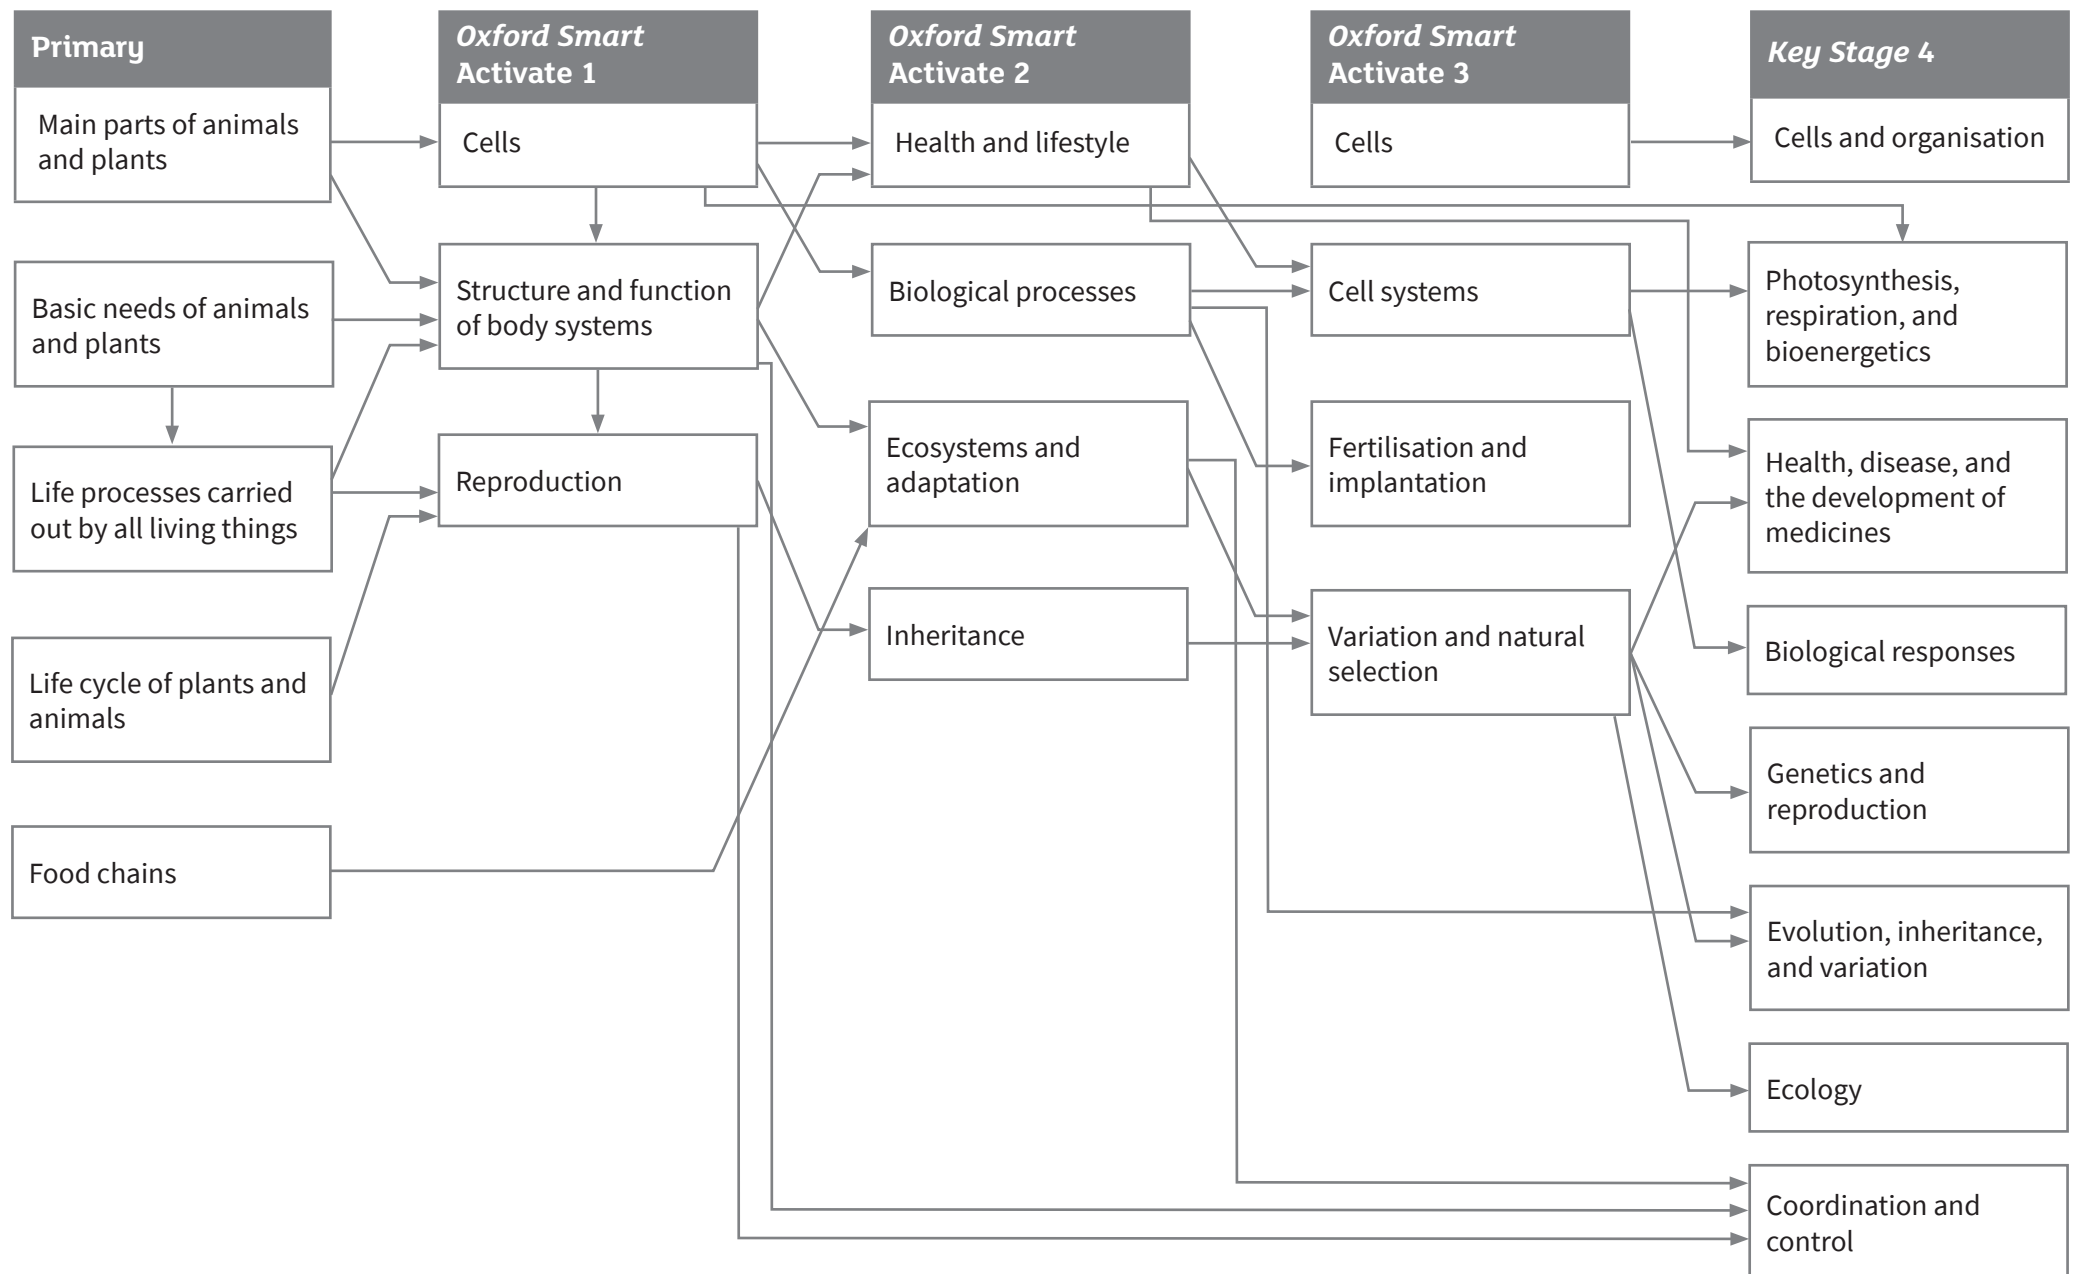 Primary
Main parts of animals
and plants
Basic needs of animals
and plants
Life processes carried
out by all living things
Life cycle of plants and
animals
Food chains
Oxford Smart
Activate 1
Cells
Structure and function
of body systems
Reproduction
Oxford Smart
Activate 2
Health and lifestyle
Biological processes
Ecosystems and
adaptation
Inheritance
Oxford Smart
Activate 3
Cells
Cell systems
Fertilisation and
implantation
Variation and natural
selection
Key Stage 4
Cells and organisation
Photosynthesis,
respiration, and
bioenergetics
Health, disease, and
the development of
medicines
Biological responses
Genetics and
reproduction
Evolution, inheritance,
and variation
Ecology
Coordination and
control